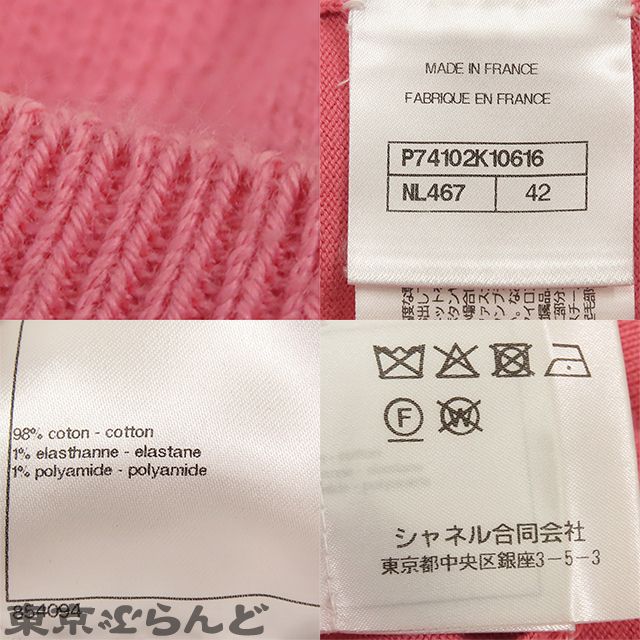 MADE IN FRANCE
FABRIQUE EN FRANCE
P74102K10616
NL467 42
98% coton - cotton
1% elasthanne - elastane
1% polyamide - polyamide
854094
F
W
シャネル合同会社
東京都中央区銀座3-5-3
東京ぶらんど